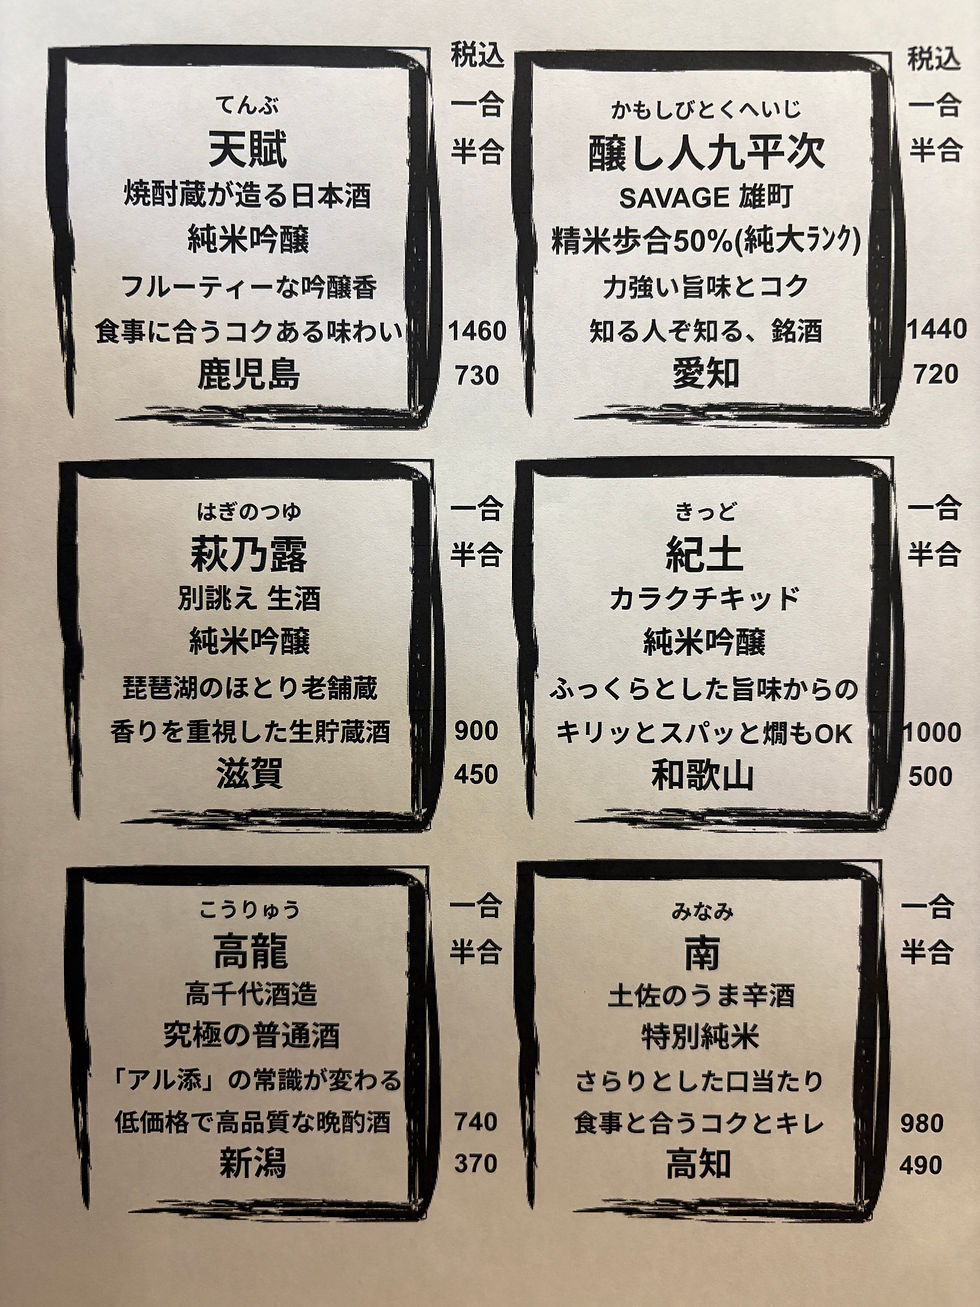 てんぶ
天賦
焼酎蔵が造る日本酒
純米吟醸
フルーティーな吟醸香
食事に合うコクある味わい
鹿児島
税込
一合
半合
1460
730
かもしびとくへいじ
醸し人九平次
SAVAGE 雄町
精米歩合50%(純大ﾗﾝｸ)
力強い旨味とコク
知る人ぞ知る、銘酒
愛知
税込
一合
半合
1440
720
はぎのつゆ
萩乃露
別誂え 生酒
純米吟醸
琵琶湖のほとり老舗蔵
香りを重視した生貯蔵酒
滋賀
一合
半合
900
450
きっど
紀土
カラクチキッド
純米吟醸
ふっくらとした旨味からの
キリッとスパッと燗もOK
和歌山
一合
半合
1000
500
こうりゅう
高龍
高千代酒造
究極の普通酒
「アル添」の常識が変わる
低価格で高品質な晩酌酒
新潟
一合
半合
740
370
みなみ
南
土佐のうま辛酒
特別純米
さらりとした口当たり
食事と合うコクとキレ
高知
一合
半合
980
490